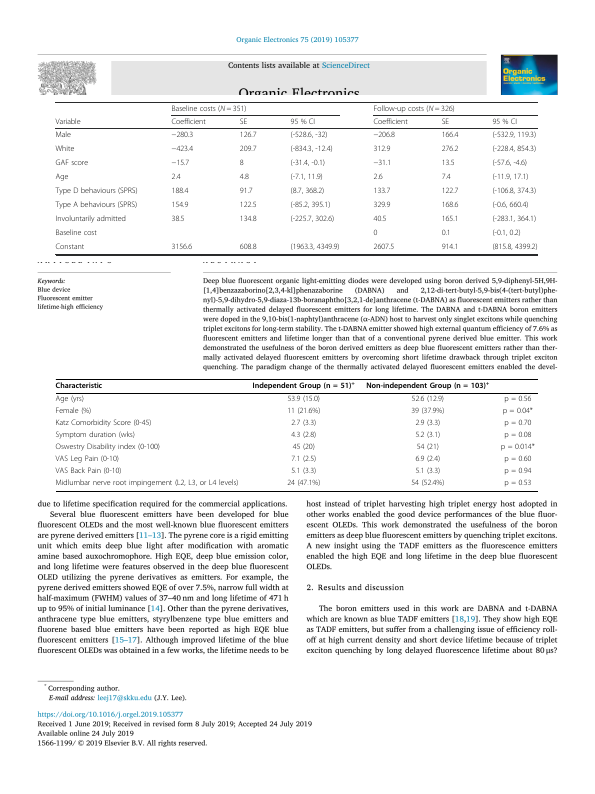 Organic Electronics 75 (2019) 105377
Contents lists available at ScienceDirect
Organic Electronics
Organic Electronics
Baseline costs (N = 351) Follow-up costs (N = 326)
Variable Coefficient SE 95 % CI Coefficient SE 95 % CI
Male −280.3 126.7 (-528.6, -32) −206.8 166.4 (-532.9, 119.3)
White −423.4 209.7 (-834.3, -12.4) 312.9 276.2 (-228.4, 854.3)
GAF score −15.7 8 (-31.4, -0.1) −31.1 13.5 (-57.6, -4.6)
Age 2.4 4.8 (-7.1, 11.9) 2.6 7.4 (-11.9, 17.1)
Type D behaviours (SPRS) 188.4 91.7 (8.7, 368.2) 133.7 122.7 (-106.8, 374.3)
Type A behaviours (SPRS) 154.9 122.5 (-85.2, 395.1) 329.9 168.6 (-0.6, 660.4)
Involuntarily admitted 38.5 134.8 (-225.7, 302.6) 40.5 165.1 (-283.1, 364.1)
Baseline cost 0 0.1 (-0.1, 0.2)
Constant 3156.6 608.8 (1963.3, 4349.9) 2607.5 914.1 (815.8, 4399.2)
Keywords:
Blue device
Fluorescent emitter
lifetime·high efficiency
Deep blue fluorescent organic light-emitting diodes were developed using boron derived 5,9-diphenyl-5H,9H-
[1,4]benzazaborino[2,3,4-kl]phenazaborine (DABNA) and 2,12-di-tert-butyl-5,9-bis(4-(tert-butyl)phe-
nyl)-5,9-dihydro-5,9-diaza-13b-boranaphtho[3,2,1-de]anthracene (t-DABNA) as fluorescent emitters rather than
thermally activated delayed fluorescent emitters for long lifetime. The DABNA and t-DABNA boron emitters
were doped in the 9,10-bis(1-naphtyl)anthracene (α-ADN) host to harvest only singlet excitons while quenching
triplet excitons for long-term stability. The t-DABNA emitter showed high external quantum efficiency of 7.6% as
fluorescent emitters and lifetime longer than that of a conventional pyrene derived blue emitter. This work
demonstrated the usefulness of the boron derived emitters as deep blue fluorescent emitters rather than ther-
mally activated delayed fluorescent emitters by overcoming short lifetime drawback through triplet exciton
quenching. The paradigm change of the thermally activated delayed fluorescent emitters enabled the devel-
Characteristic Independent Group (n = 51)+ Non-independent Group (n = 103)+
Age (yrs) 53.9 (15.0) 52.6 (12.9) p = 0.56
Female (%) 11 (21.6%) 39 (37.9%) p = 0.04*
Katz Comorbidity Score (0-45) 2.7 (3.3) 2.9 (3.3) p = 0.70
Symptom duration (wks) 4.3 (2.8) 5.2 (3.1) p = 0.08
Oswestry Disability index (0-100) 45 (20) 54 (21) p = 0.014*
VAS Leg Pain (0-10) 7.1 (2.5) 6.9 (2.4) p = 0.60
VAS Back Pain (0-10) 5.1 (3.3) 5.1 (3.3) p = 0.94
Midlumbar nerve root impingement (L2, L3, or L4 levels) 24 (47.1%) 54 (52.4%) p = 0.53
due to lifetime specification required for the commercial applications.
Several blue fluorescent emitters have been developed for blue
fluorescent OLEDs and the most well-known blue fluorescent emitters
are pyrene derived emitters [11–13]. The pyrene core is a rigid emitting
unit which emits deep blue light after modification with aromatic
amine based auxochromophore. High EQE, deep blue emission color,
and long lifetime were features observed in the deep blue fluorescent
OLED utilizing the pyrene derivatives as emitters. For example, the
pyrene derived emitters showed EQE of over 7.5%, narrow full width at
half-maximum (FWHM) values of 37–40 nm and long lifetime of 471 h
up to 95% of initial luminance [14]. Other than the pyrene derivatives,
anthracene type blue emitters, styrylbenzene type blue emitters and
fluorene based blue emitters have been reported as high EQE blue
fluorescent emitters [15–17]. Although improved lifetime of the blue
fluorescent OLEDs was obtained in a few works, the lifetime needs to be
host instead of triplet harvesting high triplet energy host adopted in
other works enabled the good device performances of the blue fluor-
escent OLEDs. This work demonstrated the usefulness of the boron
emitters as deep blue fluorescent emitters by quenching triplet excitons.
A new insight using the TADF emitters as the fluorescence emitters
enabled the high EQE and long lifetime in the deep blue fluorescent
OLEDs.
2. Results and discussion
The boron emitters used in this work are DABNA and t-DABNA
which are known as blue TADF emitters [18,19]. They show high EQE
as TADF emitters, but suffer from a challenging issue of efficiency roll-
off at high current density and short device lifetime because of triplet
exciton quenching by long delayed fluorescence lifetime about 80 μs?
* Corresponding author.
E-mail address: leej17@skku.edu (J.Y. Lee).
https://doi.org/10.1016/j.orgel.2019.105377
Received 1 June 2019; Received in revised form 8 July 2019; Accepted 24 July 2019
Available online 24 July 2019
1566-1199/ © 2019 Elsevier B.V. All rights reserved.